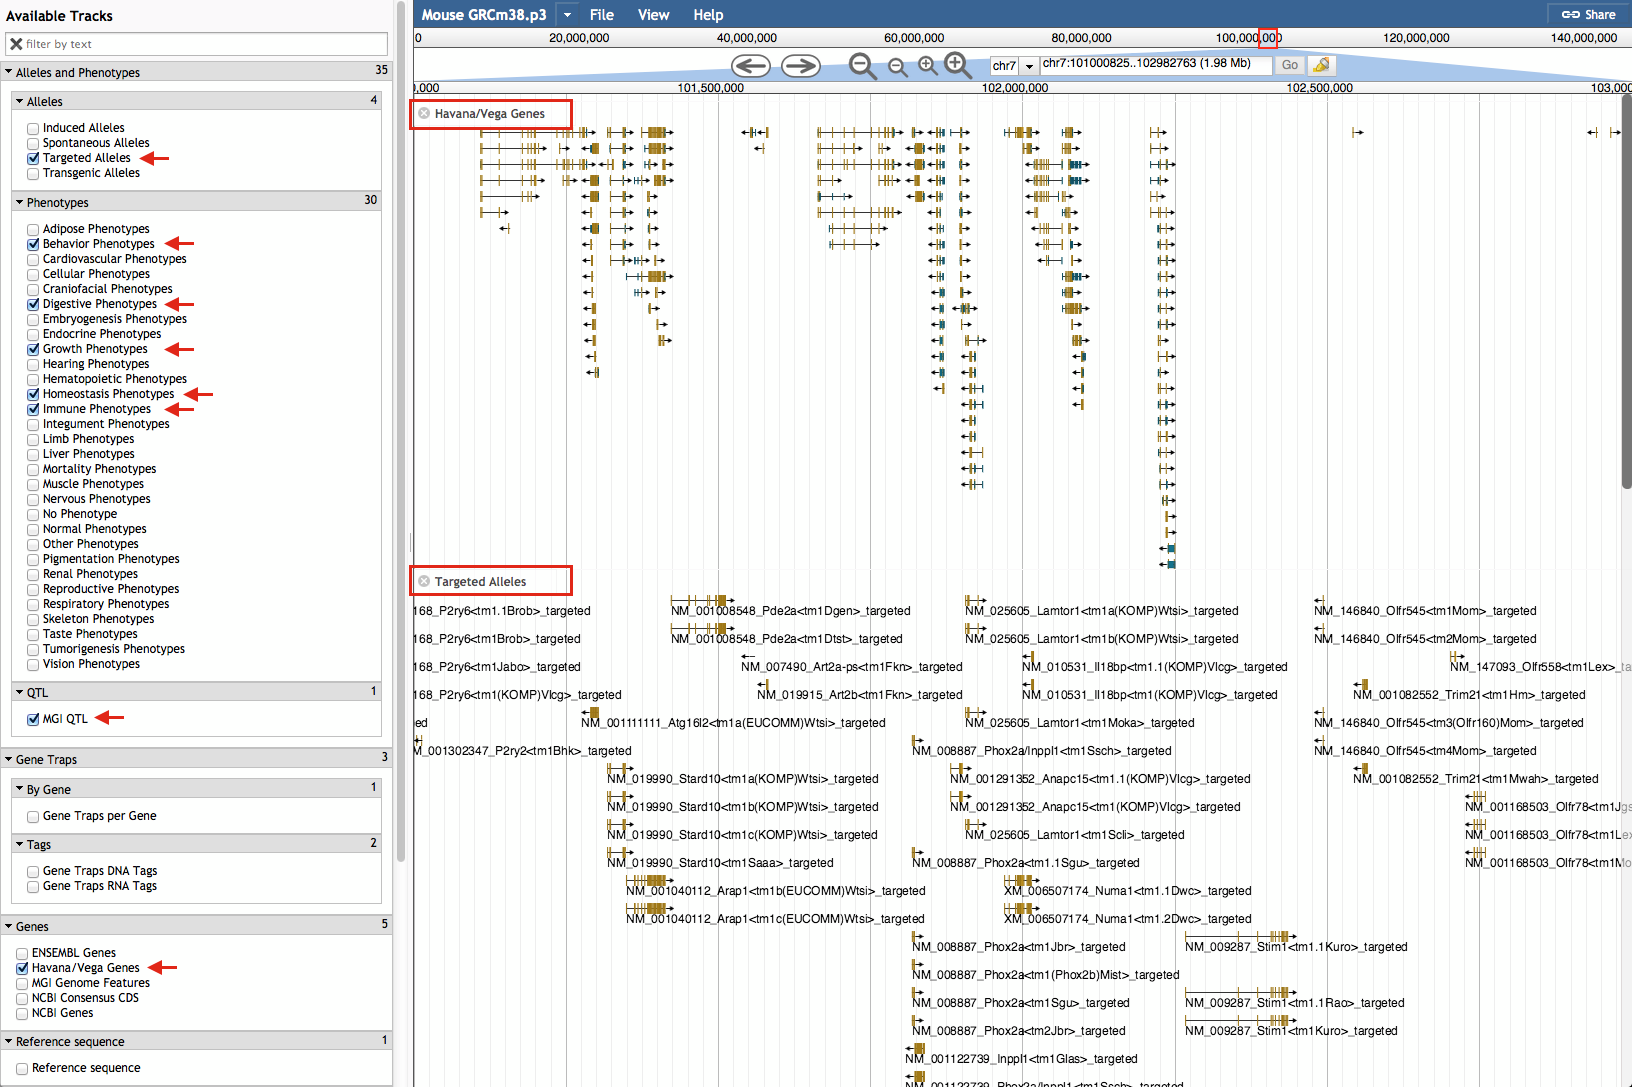 Available Tracks
filter by text
Alleles and Phenotypes 35
Alleles 4
Induced Alleles
Spontaneous Alleles
Targeted Alleles
Transgenic Alleles
Phenotypes 30
Adipose Phenotypes
Behavior Phenotypes
Cardiovascular Phenotypes
Cellular Phenotypes
Craniofacial Phenotypes
Digestive Phenotypes
Embryogenesis Phenotypes
Endocrine Phenotypes
Growth Phenotypes
Hearing Phenotypes
Hematopoietic Phenotypes
Homeostasis Phenotypes
Immune Phenotypes
Integument Phenotypes
Limb Phenotypes
Liver Phenotypes
Mortality Phenotypes
Muscle Phenotypes
Nervous Phenotypes
No Phenotype
Normal Phenotypes
Other Phenotypes
Pigmentation Phenotypes
Renal Phenotypes
Reproductive Phenotypes
Respiratory Phenotypes
Skeleton Phenotypes
Taste Phenotypes
Tumorigenesis Phenotypes
Vision Phenotypes
QTL 1
MGI QTL
Gene Traps 3
By Gene 1
Gene Traps per Gene
Tags 2
Gene Traps DNA Tags
Gene Traps RNA Tags
Genes 5
ENSEMBL Genes
Havana/Vega Genes
MGI Genome Features
NCBI Consensus CDS
NCBI Genes
Reference sequence 1
Reference sequence
Mouse GRCm38.p3 File View Help Share
0 20,000,000 40,000,000 60,000,000 80,000,000 100,000,000 120,000,000 140,000,000
chr7 chr7:101000825..102982763 (1.98 Mb) Go
,000 101,500,000 102,000,000 102,500,000 103,00
Havana/Vega Genes
Targeted Alleles
168_P2ry6<tm1.1Brob>_targeted NM_001008548_Pde2a<tm1Dgen>_targeted NM_025605_Lamtor1<tm1a(KOMP)Wtsi>_targeted NM_146840_Olfr545<tm1Mom>_targeted
168_P2ry6<tm1Brob>_targeted NM_001008548_Pde2a<tm1Dtst>_targeted NM_025605_Lamtor1<tm1b(KOMP)Wtsi>_targeted NM_146840_Olfr545<tm2Mom>_targeted
168_P2ry6<tm1Jabo>_targeted NM_007490_Art2a-ps<tm1Fkn>_targeted NM_010531_Il18bp<tm1.1(KOMP)Vlcg>_targeted NM_147093_Olfr558<tm1Lex>_ta
168_P2ry6<tm1(KOMP)Vlcg>_targeted NM_019915_Art2b<tm1Fkn>_targeted NM_010531_Il18bp<tm1(KOMP)Vlcg>_targeted NM_001082552_Trim21<tm1Hm>_targeted
ed NM_001111111_Atg16l2<tm1a(EUCOMM)Wtsi>_targeted NM_025605_Lamtor1<tm1Moka>_targeted NM_146840_Olfr545<tm3(Olfr160)Mom>_targeted
M_001302347_P2ry2<tm1Bhk>_targeted NM_008887_Phox2a/Inppl1<tm1Ssch>_targeted NM_146840_Olfr545<tm4Mom>_targeted
NM_019990_Stard10<tm1a(KOMP)Wtsi>_targeted NM_001291352_Anapc15<tm1.1(KOMP)Vlcg>_targeted NM_001082552_Trim21<tm1Mwah>_targeted
NM_019990_Stard10<tm1b(KOMP)Wtsi>_targeted NM_001291352_Anapc15<tm1(KOMP)Vlcg>_targeted NM_001168503_Olfr78<tm1Jgs
NM_019990_Stard10<tm1c(KOMP)Wtsi>_targeted NM_025605_Lamtor1<tm1Scli>_targeted NM_001168503_Olfr78<tm1Le
NM_019990_Stard10<tm1Saaa>_targeted NM_008887_Phox2a<tm1.1Sgu>_targeted NM_001168503_Olfr78<tm1Mo
NM_001040112_Arap1<tm1b(EUCOMM)Wtsi>_targeted XM_006507174_Numa1<tm1.1Dwc>_targeted
NM_001040112_Arap1<tm1c(EUCOMM)Wtsi>_targeted XM_006507174_Numa1<tm1.2Dwc>_targeted
NM_008887_Phox2a<tm1Jbr>_targeted NM_009287_Stim1<tm1.1Kuro>_targeted
NM_008887_Phox2a<tm1(Phox2b)Mist>_targeted
NM_008887_Phox2a<tm1Sgu>_targeted NM_009287_Stim1<tm1.1Rao>_targeted
NM_008887_Phox2a<tm2Jbr>_targeted NM_009287_Stim1<tm1Kuro>_targeted
NM_001122739_Inppl1<tm1Glas>_targeted
NM_001122739_Phox2a/Inppl1<tm1Ssch>_targeted